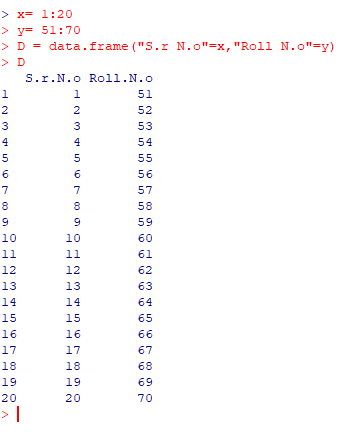 > x= 1:20
> y= 51:70
> D = data.frame("S.r N.o"=x,"Roll N.o"=y)
> D
   S.r.N.o Roll.N.o
1        1       51
2        2       52
3        3       53
4        4       54
5        5       55
6        6       56
7        7       57
8        8       58
9        9       59
10      10       60
11      11       61
12      12       62
13      13       63
14      14       64
15      15       65
16      16       66
17      17       67
18      18       68
19      19       69
20      20       70
>